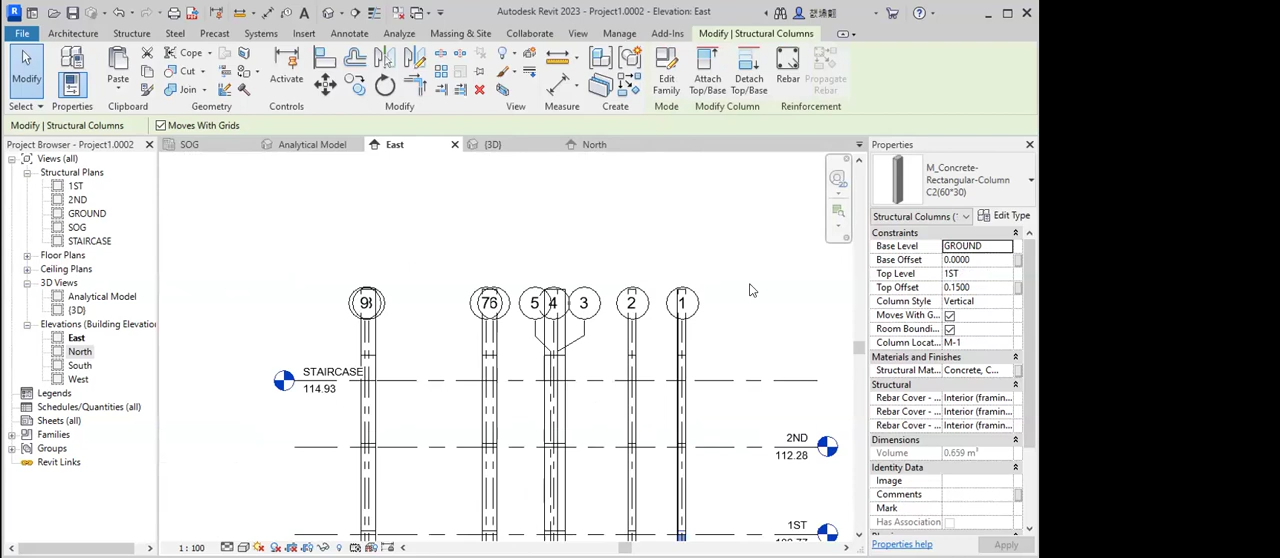 Autodesk Revit 2023 - Project1.0002 - Elevation: East
File Architecture Structure Steel Precast Systems Insert Annotate Analyze Massing & Site Collaborate View Manage Add-Ins Modify | Structural Columns
Modify
Paste
Cope
Cut
Join
Activate
Edit Family
Attach Top/Base
Detach Top/Base
Rebar
Propagate Rebar
Select Properties Clipboard Geometry Controls Modify View Measure Create Mode Modify Column Reinforcement
Modify | Structural Columns Moves With Grids
Project Browser - Project1.0002
SOG Analytical Model East {3D} North
Properties
Views (all)
Structural Plans
1ST
2ND
GROUND
SOG
STAIRCASE
Floor Plans
Ceiling Plans
3D Views
Analytical Model
{3D}
Elevations (Building Elevatio
East
North
South
West
Legends
Schedules/Quantities (all)
Sheets (all)
Families
Groups
Revit Links
5 4 3 2 1
STAIRCASE
114.93
2ND
112.28
1ST
1 : 100
M_Concrete-
Rectangular-Column
C2(60*30)
Structural Columns ( Edit Type
Constraints
Base Level GROUND
Base Offset 0.0000
Top Level 1ST
Top Offset 0.1500
Column Style Vertical
Moves With G...
Room Boundi...
Column Locat... M-1
Materials and Finishes
Structural Mat... Concrete, C...
Structural
Rebar Cover - ... Interior (framin...
Rebar Cover - ... Interior (framin...
Rebar Cover - ... Interior (framin...
Dimensions
Volume 0.659 m³
Identity Data
Image
Comments
Mark
Has Association
Properties help Apply